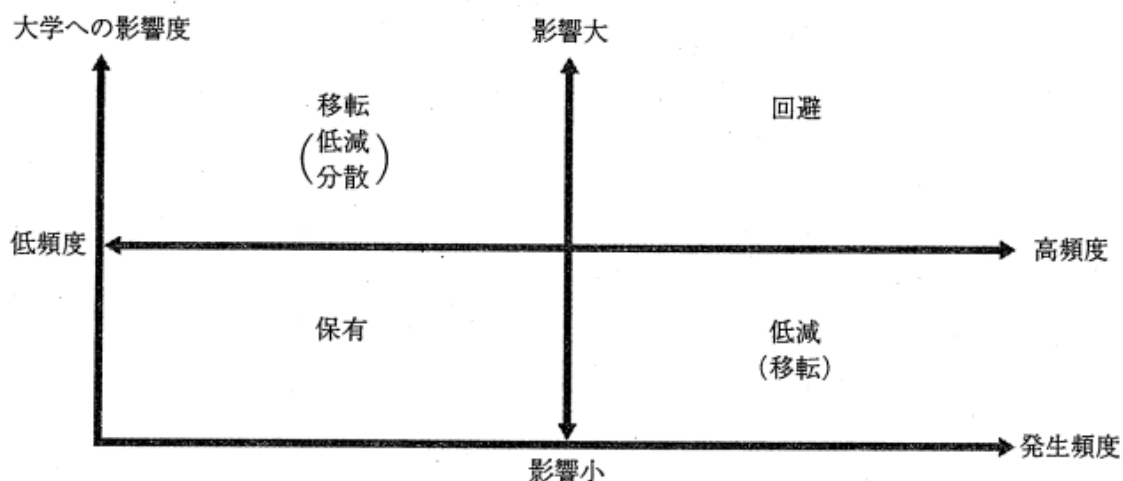 大学への影響度
影響大
移転
(低減
分散)
回避
低頻度
高頻度
保有
低減
(移転)
発生頻度
影響小